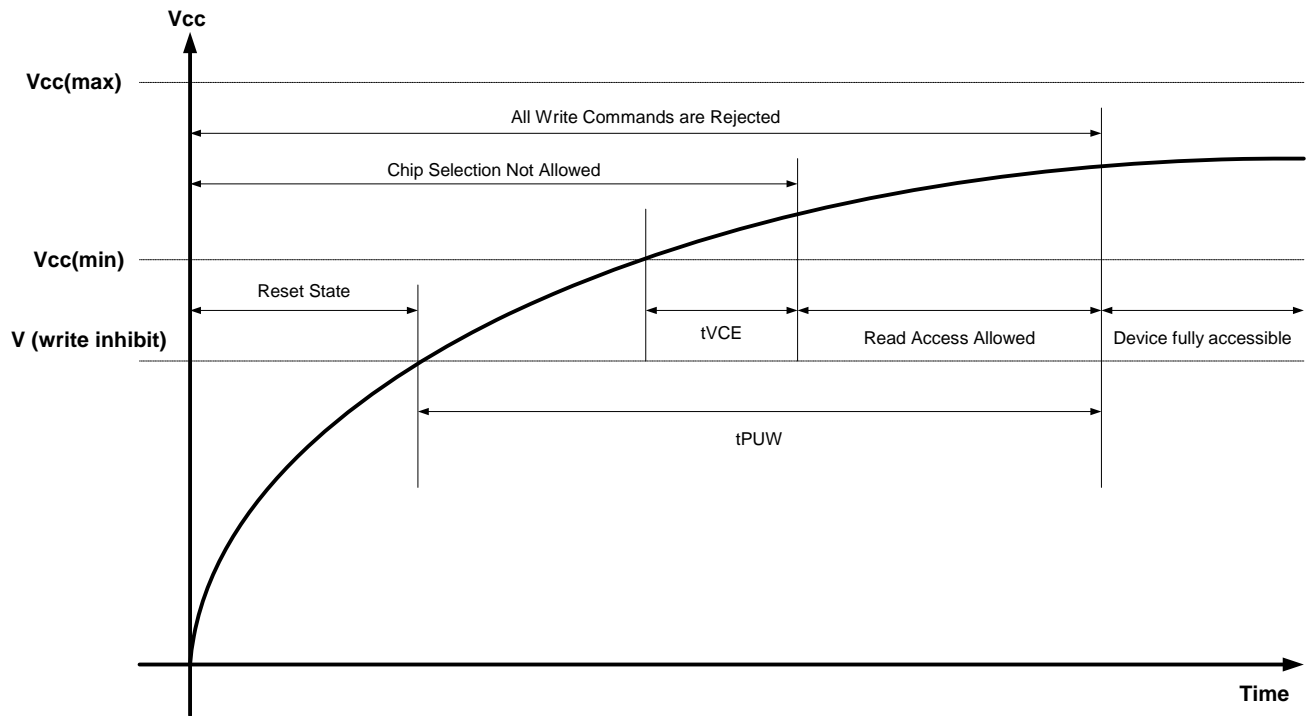 Vcc
Vcc(max)
All Write Commands are Rejected
Chip Selection Not Allowed
Vcc(min)
Reset State
V (write inhibit)
tVCE
Read Access Allowed
Device fully accessible
tPUW
Time